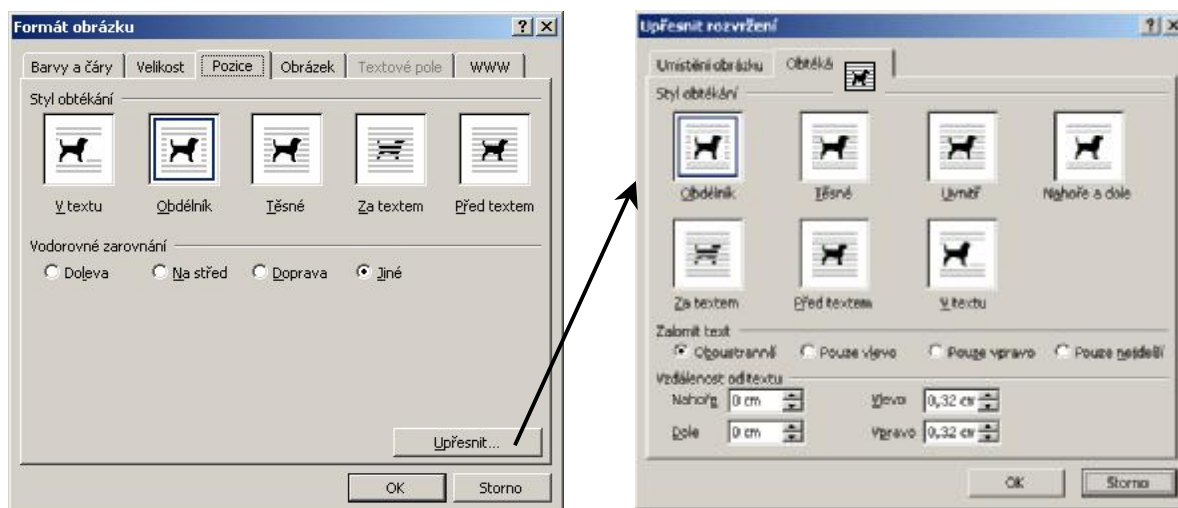 Formát obrázku
Barvy a čáry Velikost Pozice Obrázek Textové pole WWW
Styl obtékání
V textu Obdélník Těsné Za textem Před textem
Vodorovné zarovnání
Doleva Na střed Doprava Jiné
Upřesnit...
OK Storno
Upřesnit rozvržení
Umístění obrázku Obtéká
Styl obtékání
Obdélník Těsné Uvnitř Nahoře a dole
Za textem Před textem V textu
Zalomit text
Oboustranně Pouze vlevo Pouze vpravo Pouze nejdelší
Vzdálenost od textu
Nahoře 0 cm Vlevo 0,32 cm
Dole 0 cm Vpravo 0,32 cm
OK Storno